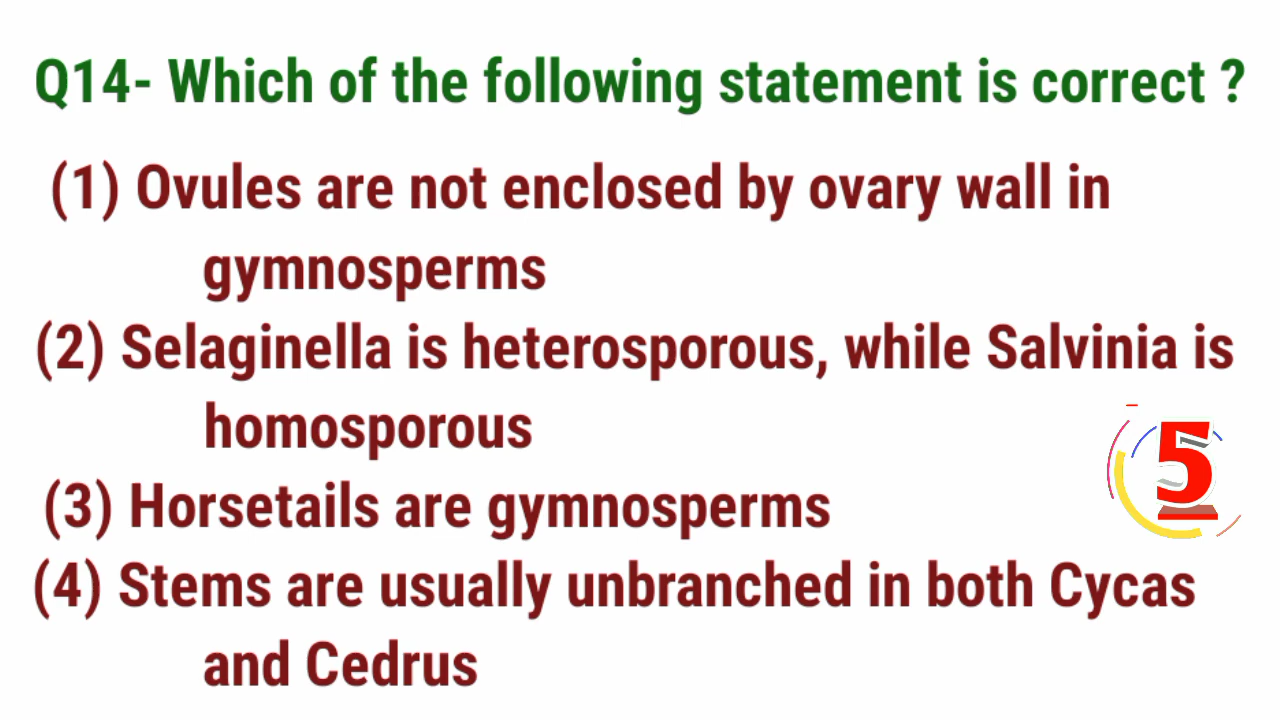 Q14- Which of the following statement is correct ?
(1) Ovules are not enclosed by ovary wall in
gymnosperms
(2) Selaginella is heterosporous, while Salvinia is
homosporous
5
(3) Horsetails are gymnosperms
(4) Stems are usually unbranched in both Cycas
and Cedrus